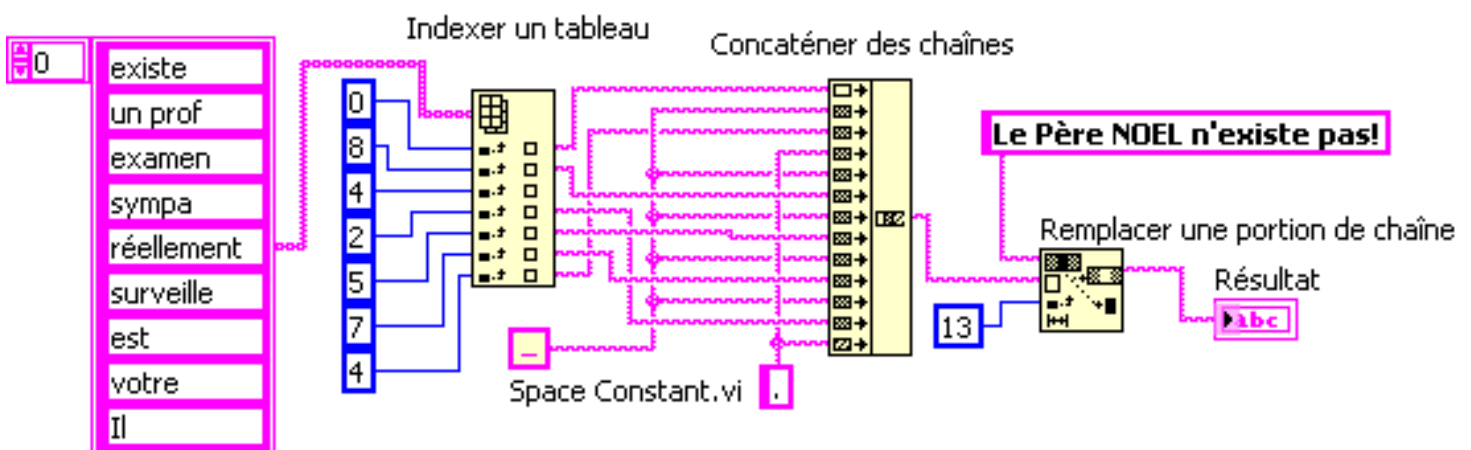 Indexer un tableau
Concaténer des chaînes
0
existe
un prof
examen
sympa
réellement
surveille
est
votre
Il
0
8
4
2
5
7
4
Le Père NOEL n'existe pas!
Remplacer une portion de chaîne
Résultat
abc
13
Space Constant.vi
.